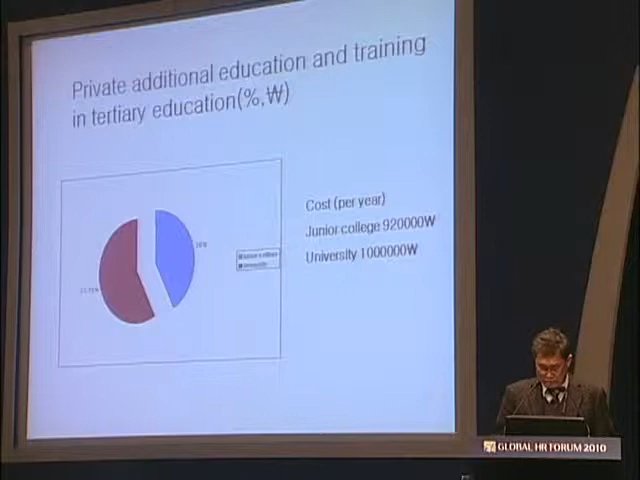 Private additional education and training
in tertiary education(%,₩)
Cost (per year)
Junior college 920000W
University 1000000W
GLOBAL HR FORUM 2010